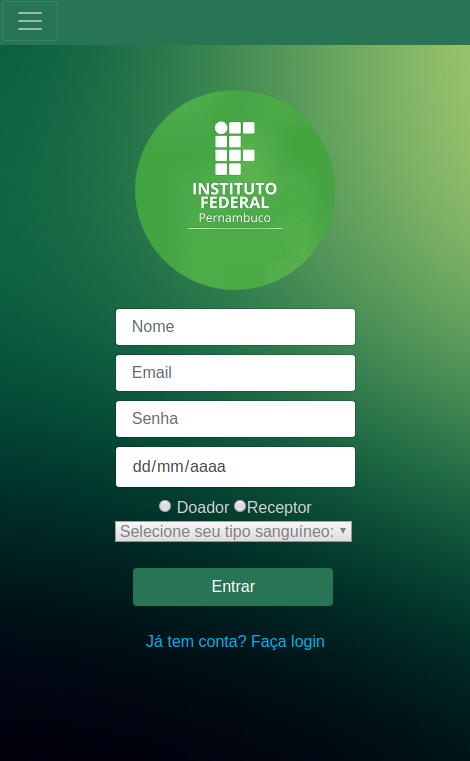 INSTITUTO
FEDERAL
Pernambuco
Nome
Email
Senha
dd/mm/aaaa
Doador Receptor
Selecione seu tipo sanguíneo:
Entrar
Já tem conta? Faça login